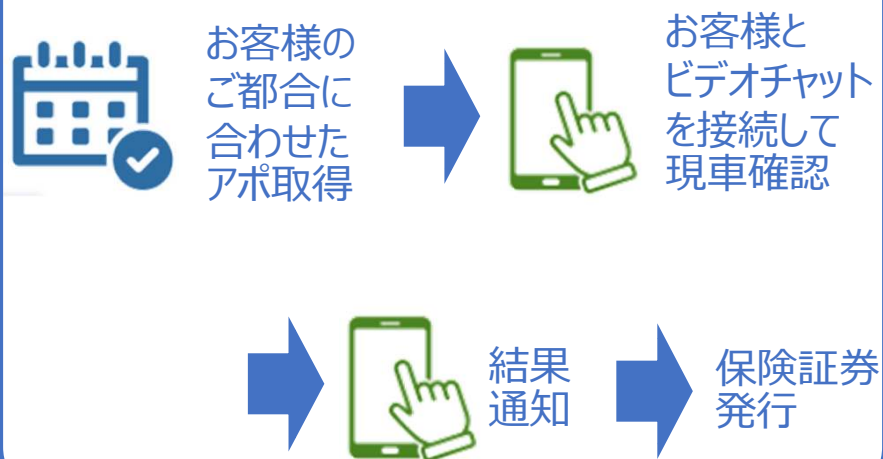 お客様の
ご都合に
合わせた
アポ取得
お客様と
ビデオチャット
を接続して
現車確認
結果
通知
保険証券
発行